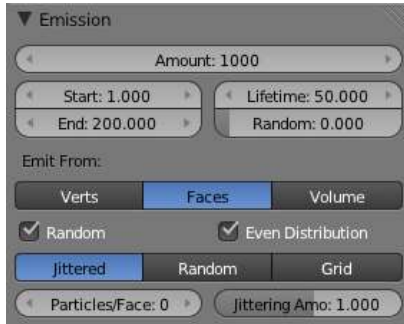 Emission
Amount: 1000
Start: 1.000 Lifetime: 50.000
End: 200.000 Random: 0.000
Emit From:
Verts Faces Volume
Random Even Distribution
Jittered Random Grid
Particles/Face: 0 Jittering Amo: 1.000